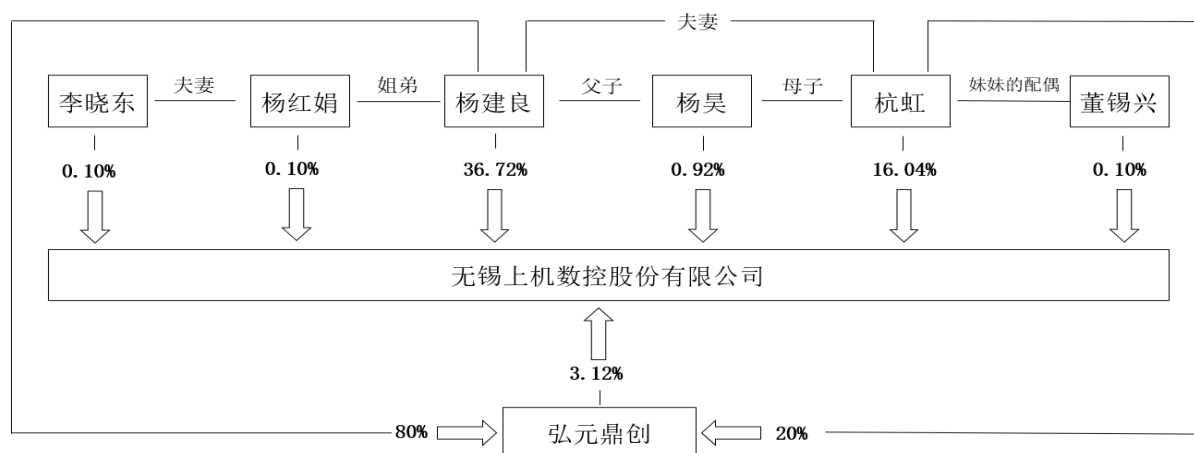 夫妻
李晓东
夫妻
杨红娟
姐弟
杨建良
父子
杨昊
母子
杭虹
妹妹的配偶
董锡兴
0.10%
0.10%
36.72%
0.92%
16.04%
0.10%
无锡上机数控股份有限公司
3.12%
80%
弘元鼎创
20%